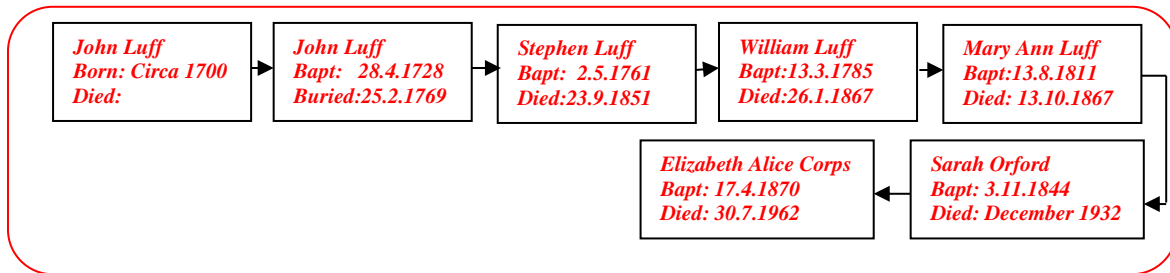 John Luff
Born: Circa 1700
Died:
John Luff
Bapt: 28.4.1728
Buried:25.2.1769
Stephen Luff
Bapt: 2.5.1761
Died:23.9.1851
William Luff
Bapt:13.3.1785
Died:26.1.1867
Mary Ann Luff
Bapt:13.8.1811
Died: 13.10.1867
Sarah Orford
Bapt: 3.11.1844
Died: December 1932
Elizabeth Alice Corps
Bapt: 17.4.1870
Died: 30.7.1962